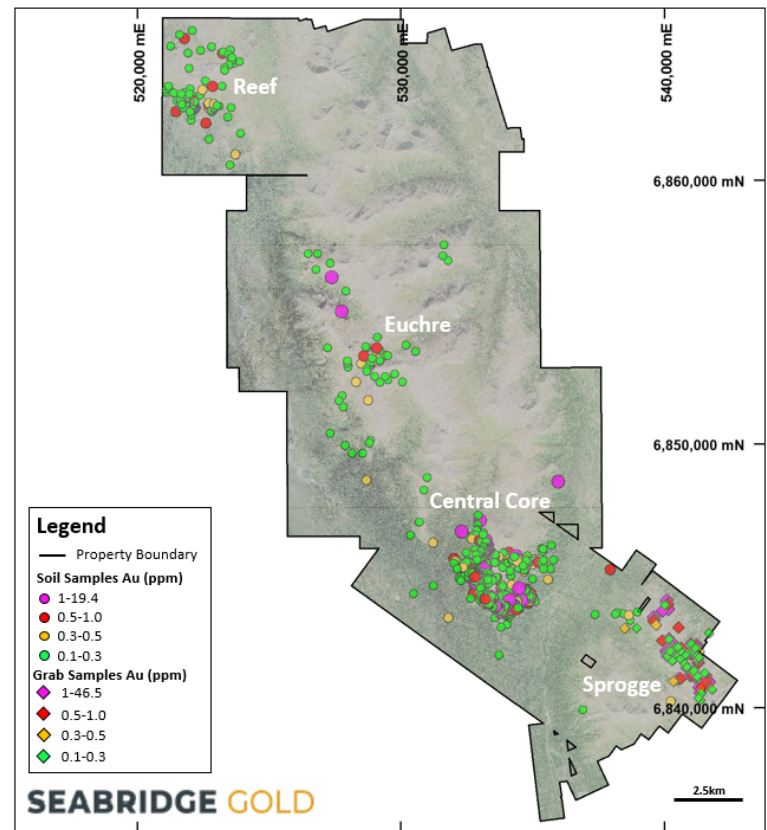 520,000 mE
530,000 mE
540,000 mE
Reef
6,860,000 mN
Euchre
6,850,000 mN
Central Core
Legend
Property Boundary
Soil Samples Au (ppm)
1-19.4
0.5-1.0
0.3-0.5
0.1-0.3
Grab Samples Au (ppm)
1-46.5
0.5-1.0
0.3-0.5
0.1-0.3
Sprogge
6,840,000 mN
2.5km
SEABRIDGE GOLD